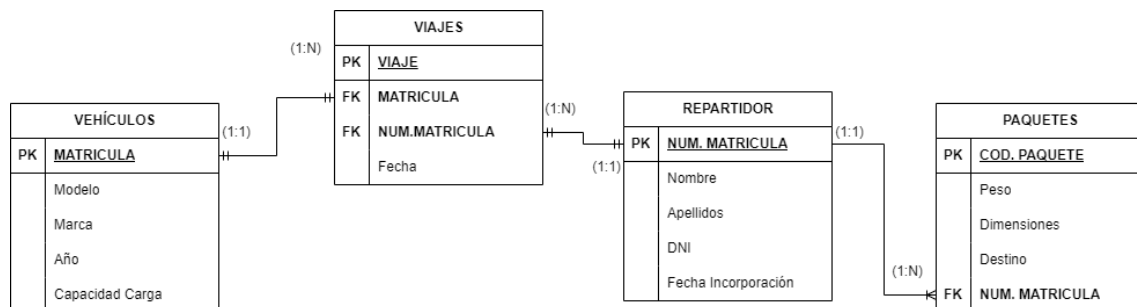 VIAJES
PK VIAJE
FK MATRICULA
FK NUM.MATRICULA
Fecha
(1:N)
VEHÍCULOS
PK MATRICULA
Modelo
Marca
Año
Capacidad Carga
(1:1)
(1:N)
(1:1)
REPARTIDOR
PK NUM. MATRICULA
Nombre
Apellidos
DNI
Fecha Incorporación
(1:1)
(1:N)
PAQUETES
PK COD. PAQUETE
Peso
Dimensiones
Destino
FK NUM. MATRICULA